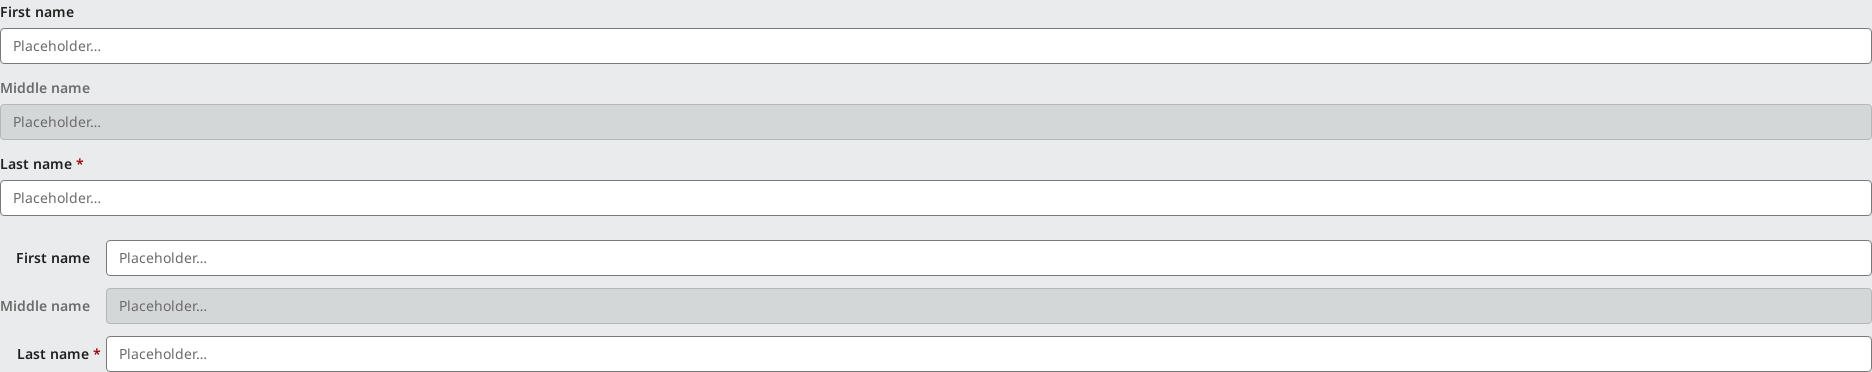 First name
Placeholder...
Middle name
Placeholder...
Last name *
Placeholder...
First name Placeholder...
Middle name Placeholder...
Last name * Placeholder...